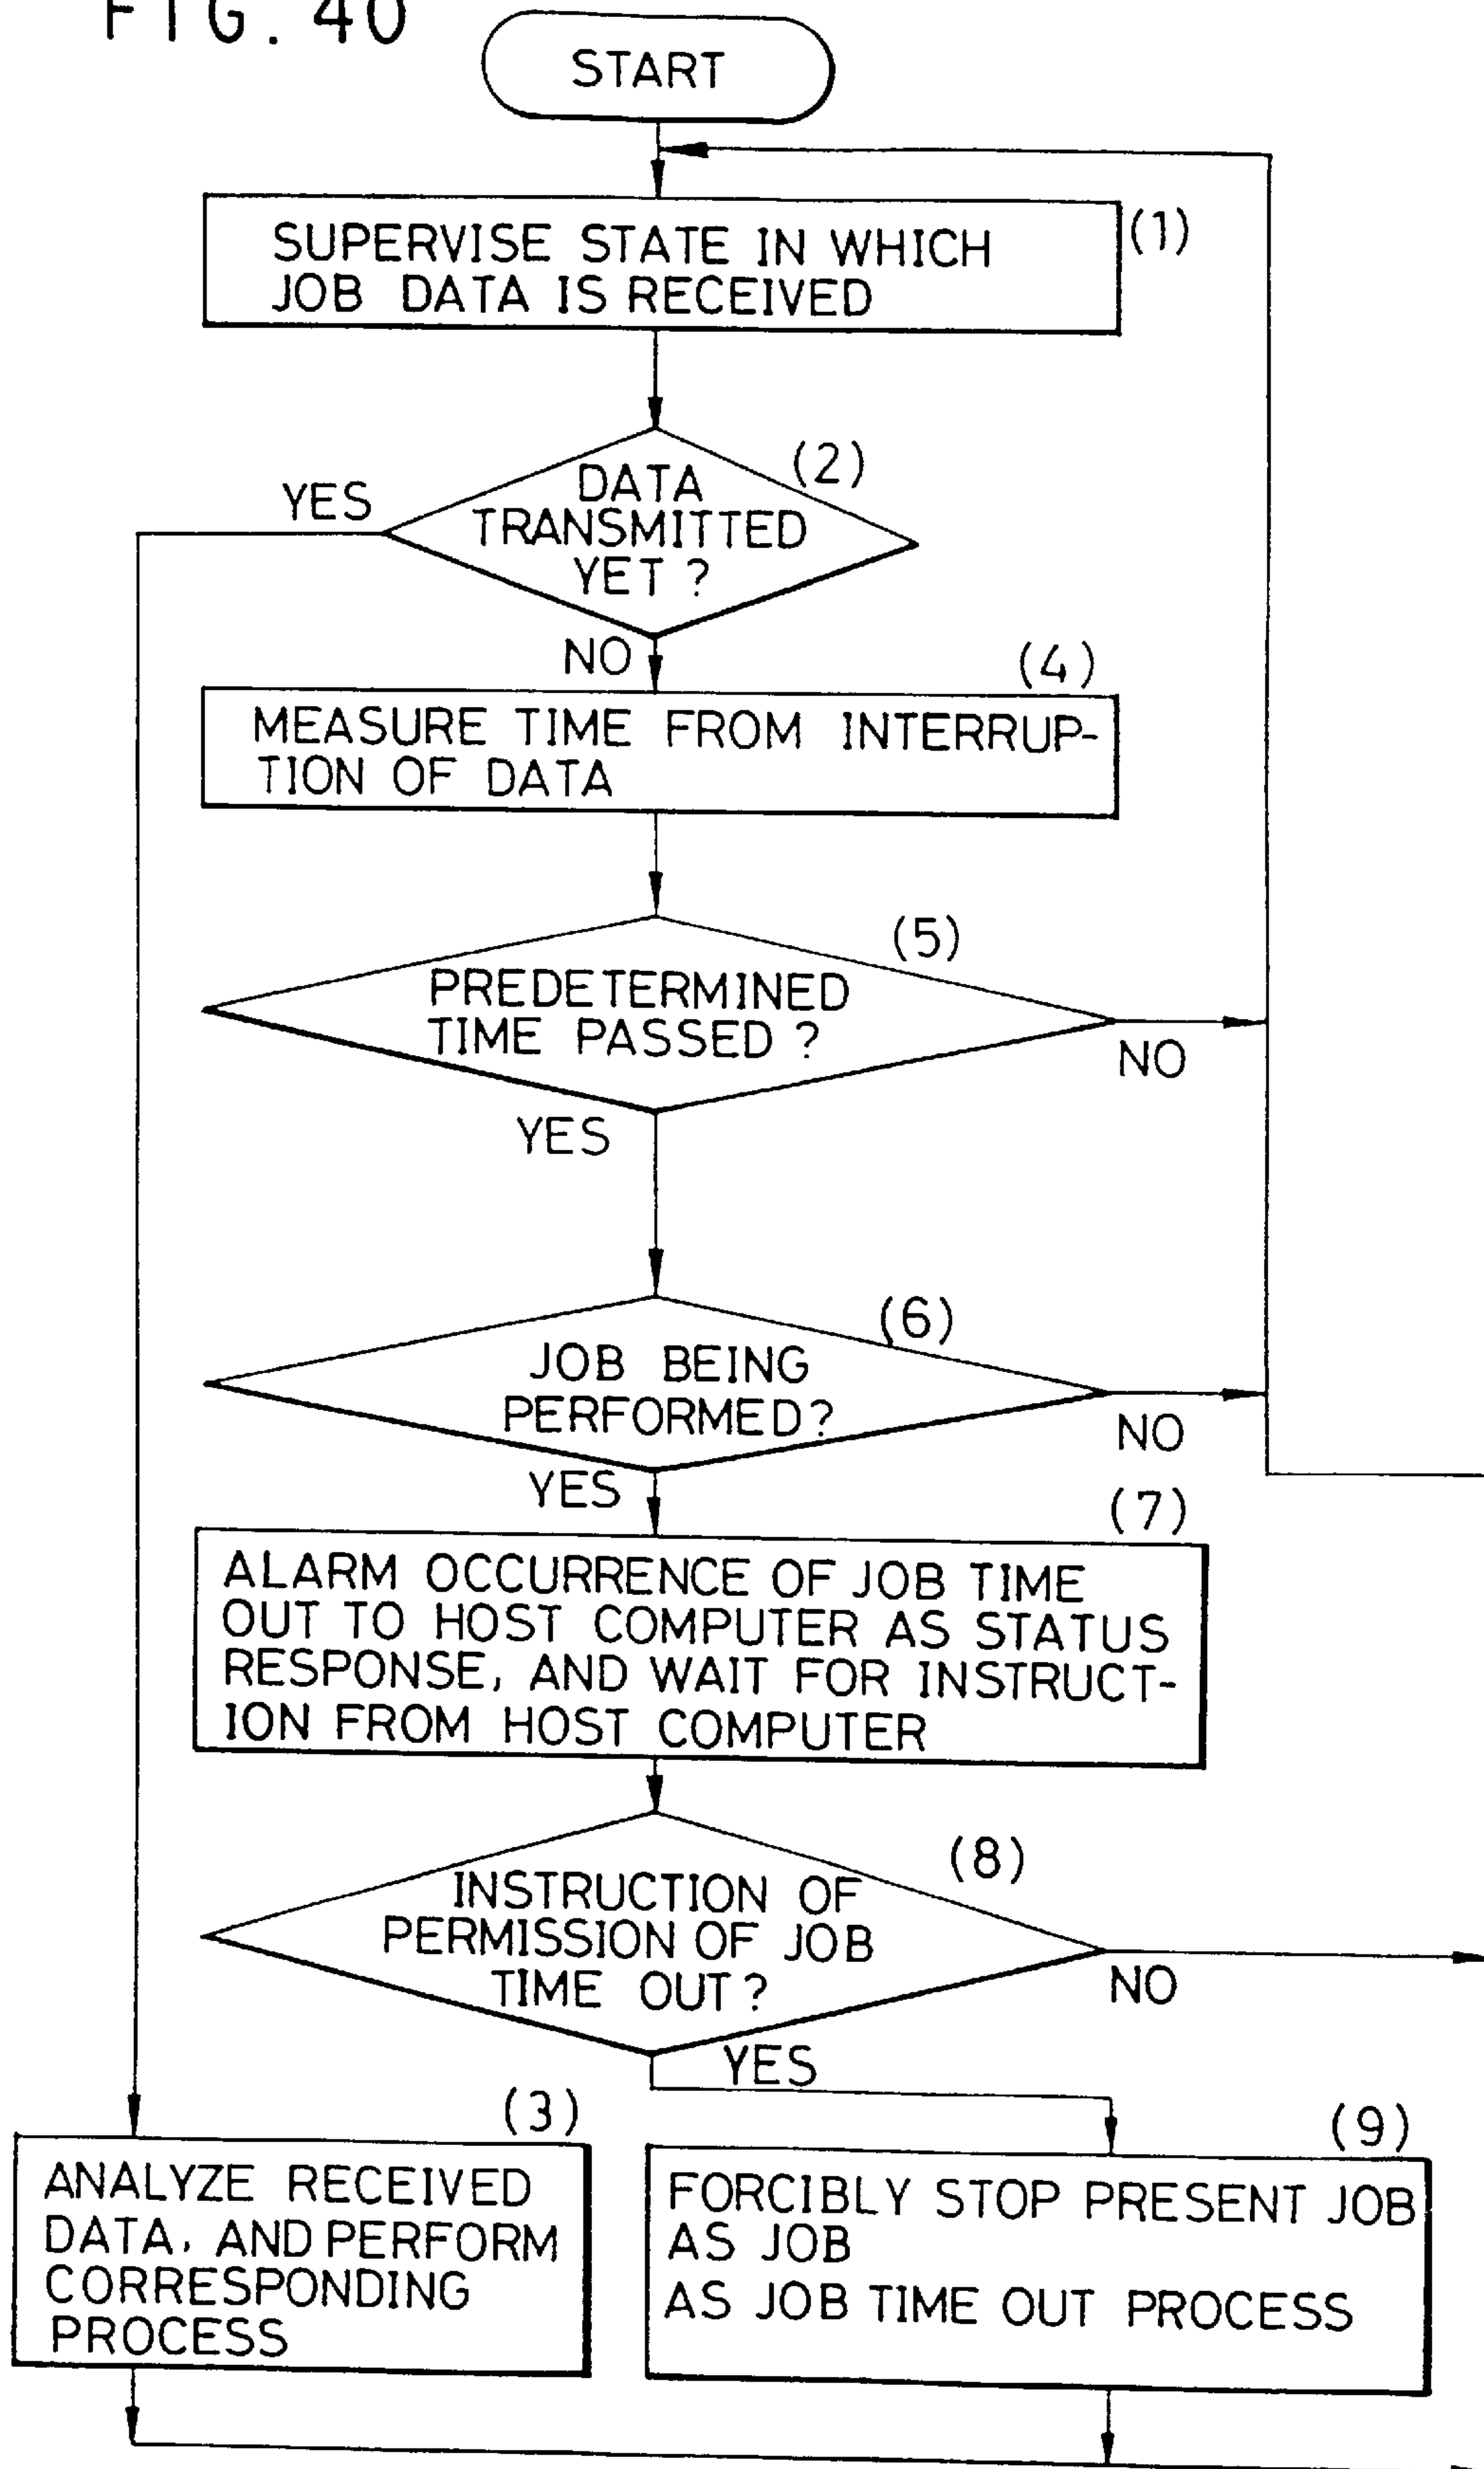 FIG. 40
START
(1)
SUPERVISE STATE IN WHICH
JOB DATA IS RECEIVED
(2)
YES
DATA
TRANSMITTED
YET ?
NO
(4)
MEASURE TIME FROM INTERRUP-
TION OF DATA
(5)
PREDETERMINED
TIME PASSED ?
NO
YES
(6)
JOB BEING
PERFORMED?
NO
YES
(7)
ALARM OCCURRENCE OF JOB TIME
OUT TO HOST COMPUTER AS STATUS
RESPONSE, AND WAIT FOR INSTRUCT-
ION FROM HOST COMPUTER
(8)
INSTRUCTION OF
PERMISSION OF JOB
TIME OUT?
NO
YES
(3)
ANALYZE RECEIVED
DATA, AND PERFORM
CORRESPONDING
PROCESS
(9)
FORCIBLY STOP PRESENT JOB
AS JOB
AS JOB TIME OUT PROCESS